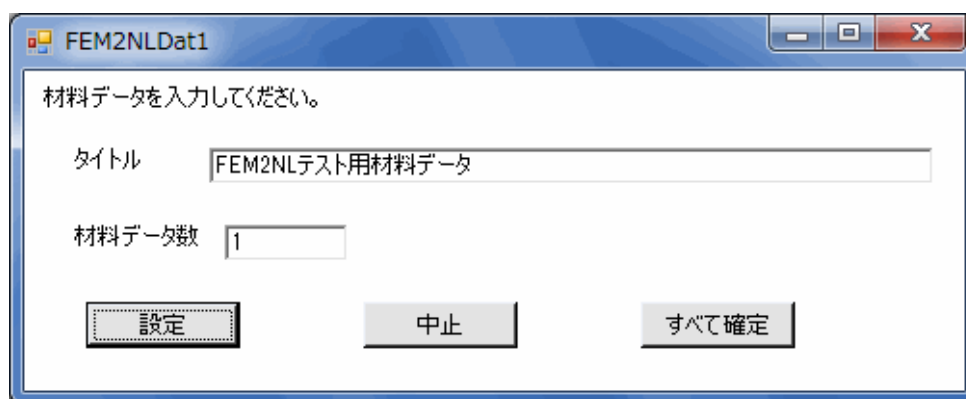 FEM2NLDat1
材料データを入力してください。
タイトル FEM2NLテスト用材料データ
材料データ数 1
設定 中止 すべて確定